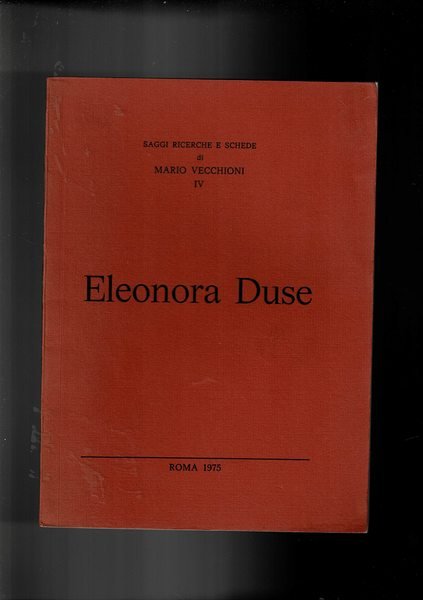 SAGGI RICERCHE E SCHEDE
di
MARIO VECCHIONI
IV
Eleonora Duse
ROMA 1975